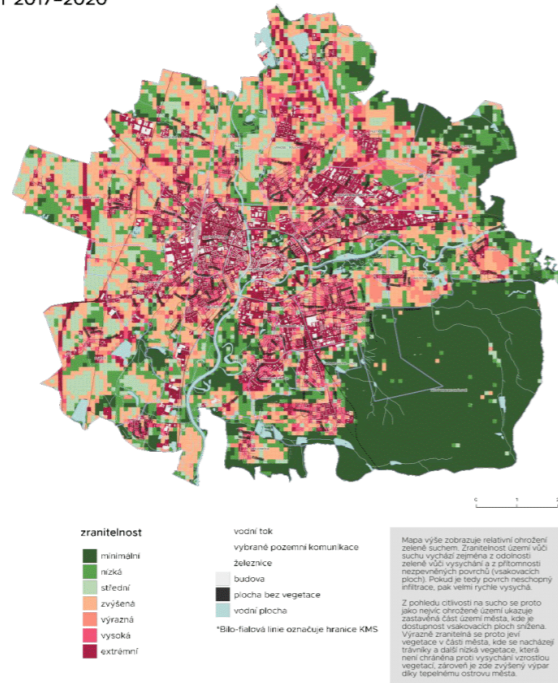 2017–2020
0 1 2
zranitelnost
minimální
nízká
střední
zvýšená
výrazná
vysoká
extrémní
vodní tok
vybrané pozemní komunikace
železnice
budova
plocha bez vegetace
vodní plocha
*Bílo-fialová linie označuje hranice KMS
Mapa výše zobrazuje relativní ohrožení
zeleně suchem. Zranitelnost území vůči
suchu vychází zejména z odolnosti
zeleně vůči vysychání a z přítomnosti
nezpevněných povrchů (vsakovacích
ploch). Pokud je tedy povrch neschopný
infiltrace, pak velmi rychle vysychá.
Z pohledu citlivosti na sucho se proto
jako nejvíc ohrožené území ukazuje
zastavěná část území města, kde je
dostupnost vsakovacích ploch snížena.
Výrazně zranitelná se proto jeví
vegetace v části města, kde se nacházejí
trávníky a další nízká vegetace, která
není chráněna proti vysychání vzrostlou
vegetací, zároveň je zde zvýšený výpar
díky tepelnému ostrovu města.